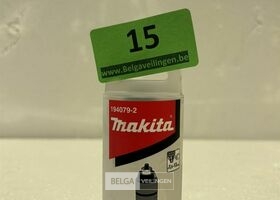 15
www.Belgaveilingen.be
194079-2
makita
BELGA VEILINGEN